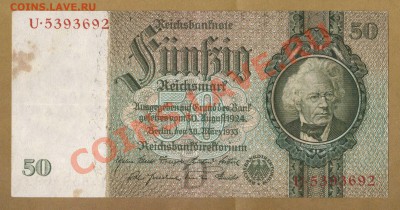 COINS.ЛАВЕ.RU
U·5393692
Reichsbanknote
50
Fünfzig
Reichsmark
Ausgegeben auf Grund des Bank
gesetzes vom 30. August 1924
Berlin, den 30. März 1933
Reichsbankdirektorium
50
U·5393692